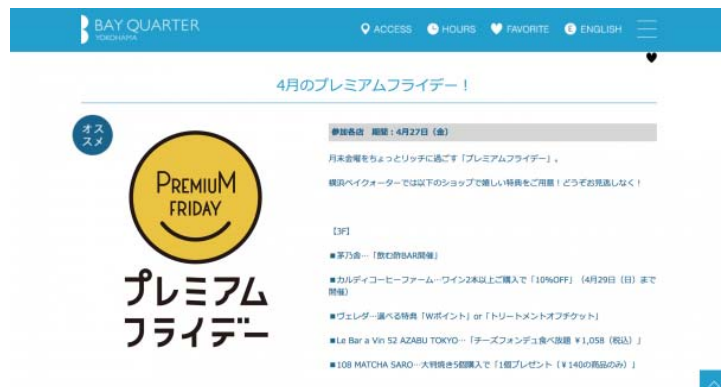 BAY QUARTER
YOKOHAMA
ACCESS
HOURS
FAVORITE
E ENGLISH
4月のプレミアムフライデー！
オス
スメ
PREMIUM
FRIDAY
プレミアム
フライデー
参加各店　期間：4月27日（金）
月末金曜をちょっとリッチに過ごす「プレミアムフライデー」。
横浜ベイクォーターでは以下のショップで嬉しい特典をご用意！どうぞお見逃しなく！
【3F】
■茅乃舎…「飲む酢BAR開催」
■カルディコーヒーファーム…ワイン2本以上ご購入で「10%OFF」（4月29日（日）まで
開催）
■ヴェレダ…選べる特典「Wポイント」or「トリートメントオフチケット」
■Le Bar a Vin 52 AZABU TOKYO…「チーズフォンデュ食べ放題 ￥1,058（税込）」
■108 MATCHA SARO…大判焼き5個購入で「1個プレゼント（￥140の商品のみ）」